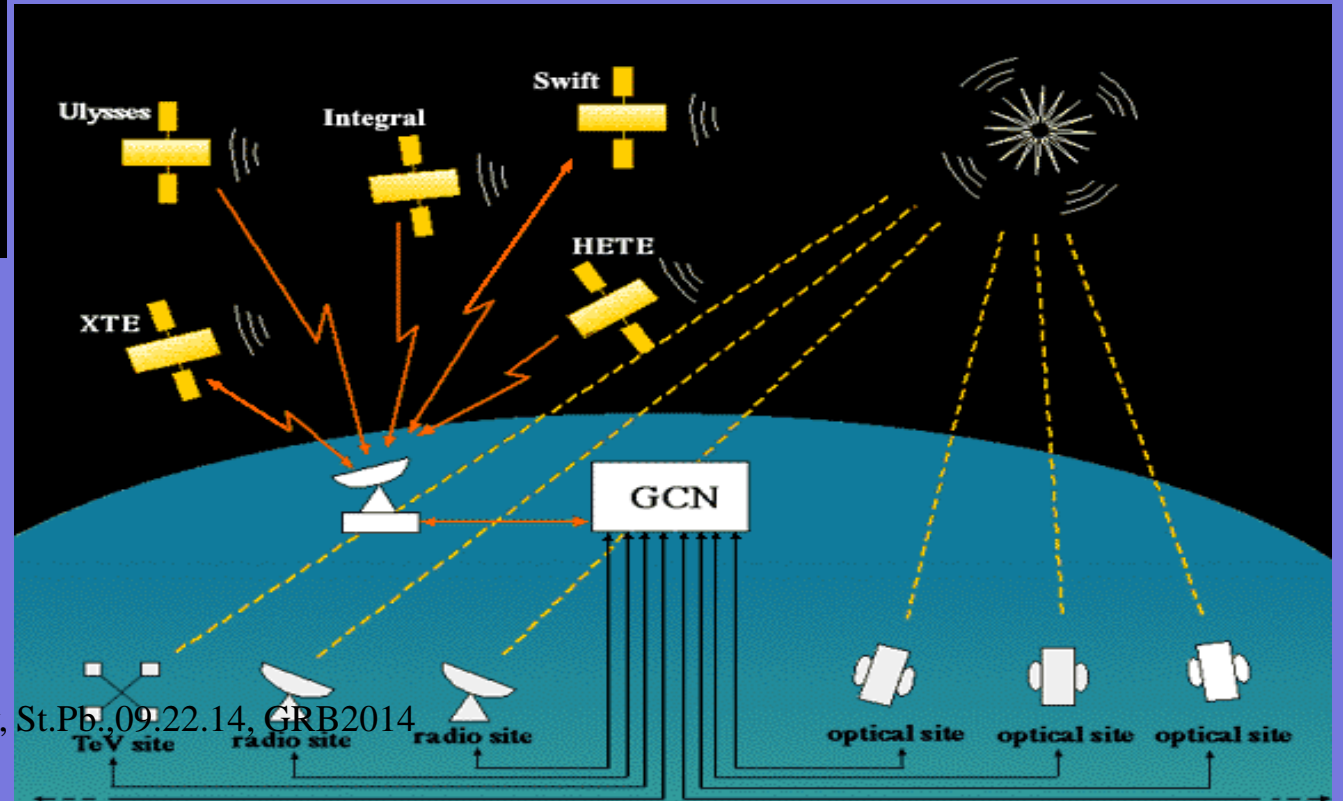 Swift
Ulysses
Integral
HETE
XTE
GCN
, St.Pb.,09.22.14, GRB2014
TeV site
radio site
radio site
optical site
optical site
optical site